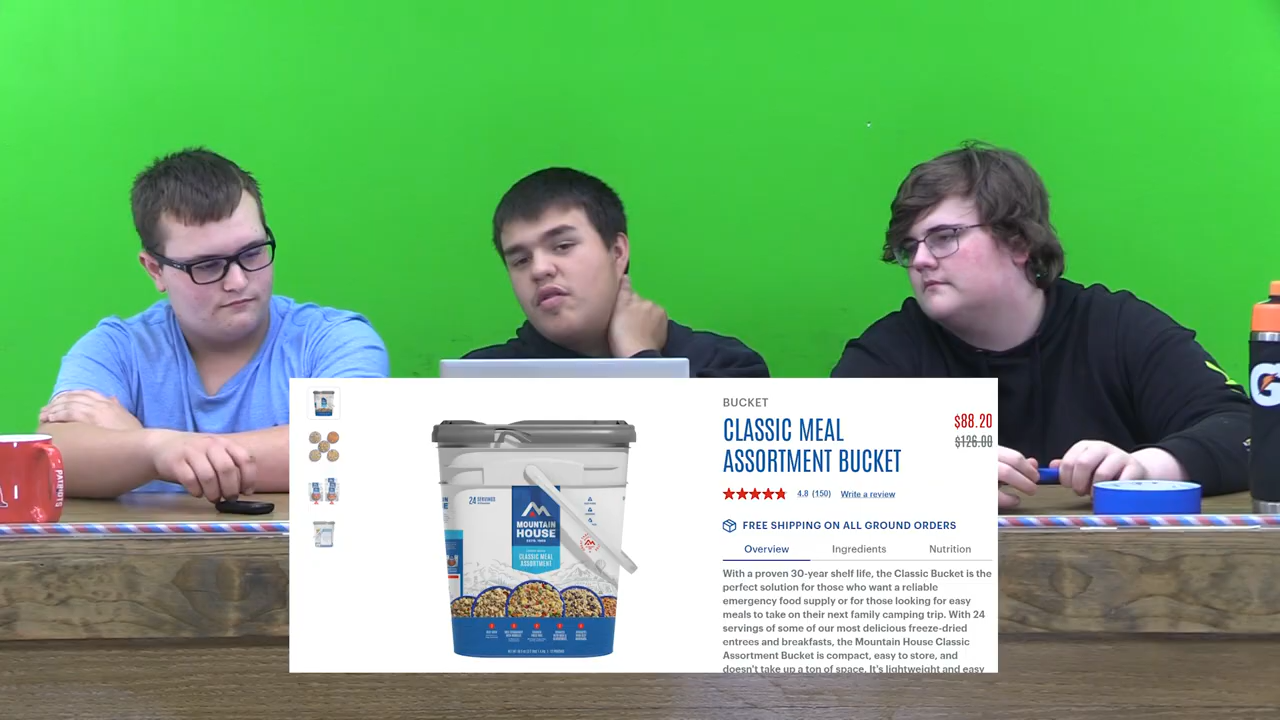 BUCKET
CLASSIC MEAL
ASSORTMENT BUCKET
$88.20
$126.00
4.8 (150) Write a review
FREE SHIPPING ON ALL GROUND ORDERS
Overview Ingredients Nutrition
With a proven 30-year shelf life, the Classic Bucket is the
perfect solution for those who want a reliable
emergency food supply or for those looking for easy
meals to take on their next family camping trip. With 24
servings of some of our most delicious freeze-dried
entrees and breakfasts, the Mountain House Classic
Assortment Bucket is compact, easy to store, and
doesn't take up a ton of space. It's lightweight and easy
24 SERVINGS
MOUNTAIN
HOUSE
CLASSIC MEAL
ASSORTMENT
PATRIOTS
G